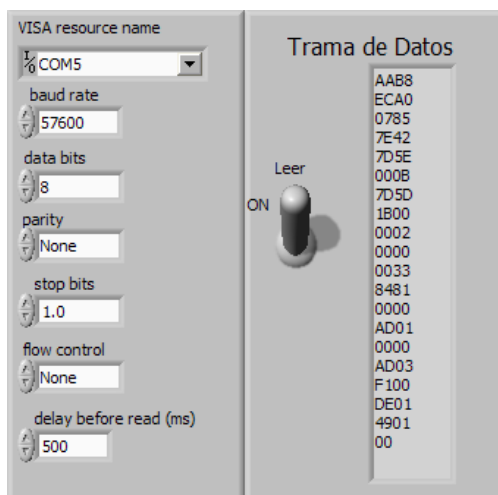 VISA resource name
I/O COM5
baud rate
57600
data bits
8
parity
None
stop bits
1.0
flow control
None
delay before read (ms)
500
Trama de Datos
Leer
ON
AAB8
ECA0
0785
7E42
7D5E
000B
7D5D
1B00
0002
0000
0033
8481
0000
AD01
0000
AD03
F100
DE01
4901
00